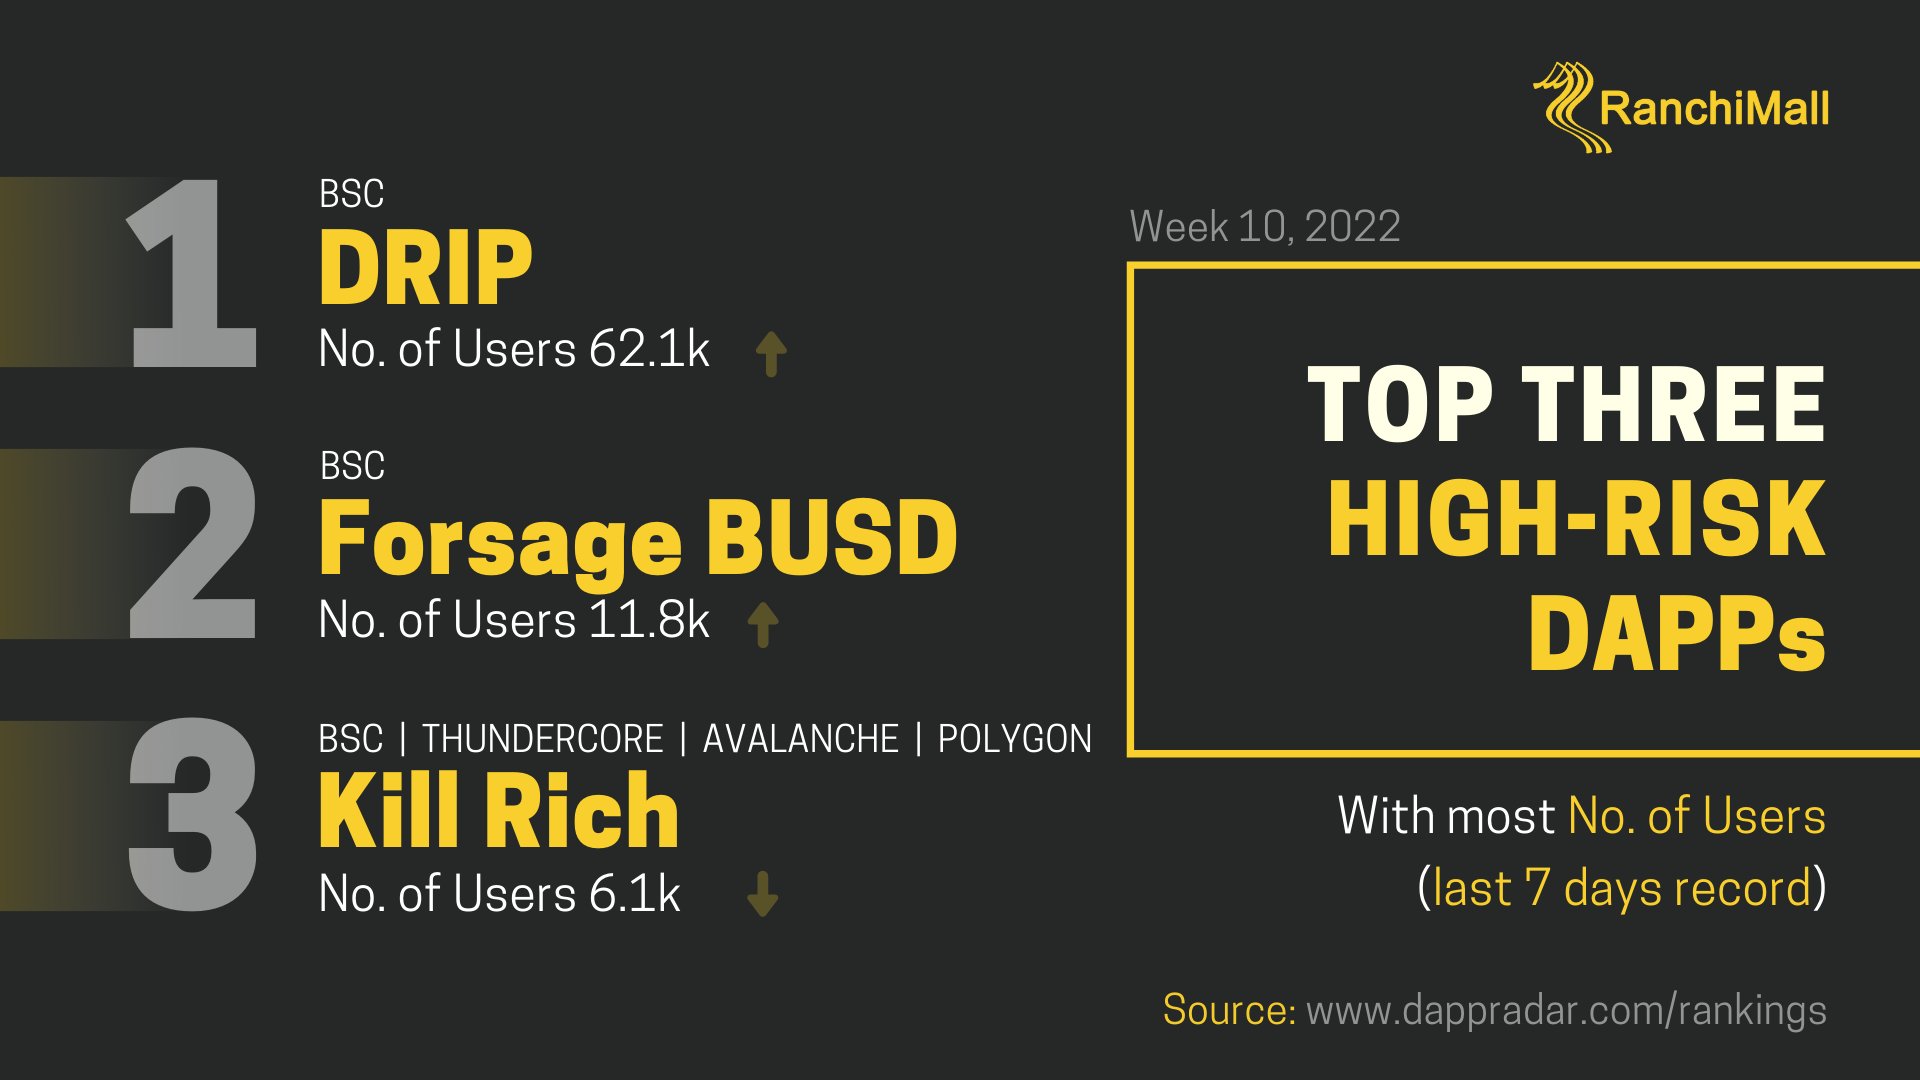 RanchiMall
1
BSC
DRIP
No. of Users 62.1k
2
BSC
Forsage BUSD
No. of Users 11.8k
3
BSC | THUNDERCORE | AVALANCHE | POLYGON
Kill Rich
No. of Users 6.1k
Week 10, 2022
TOP THREE
HIGH-RISK
DAPPs
With most No. of Users
(last 7 days record)
Source: www.dappradar.com/rankings